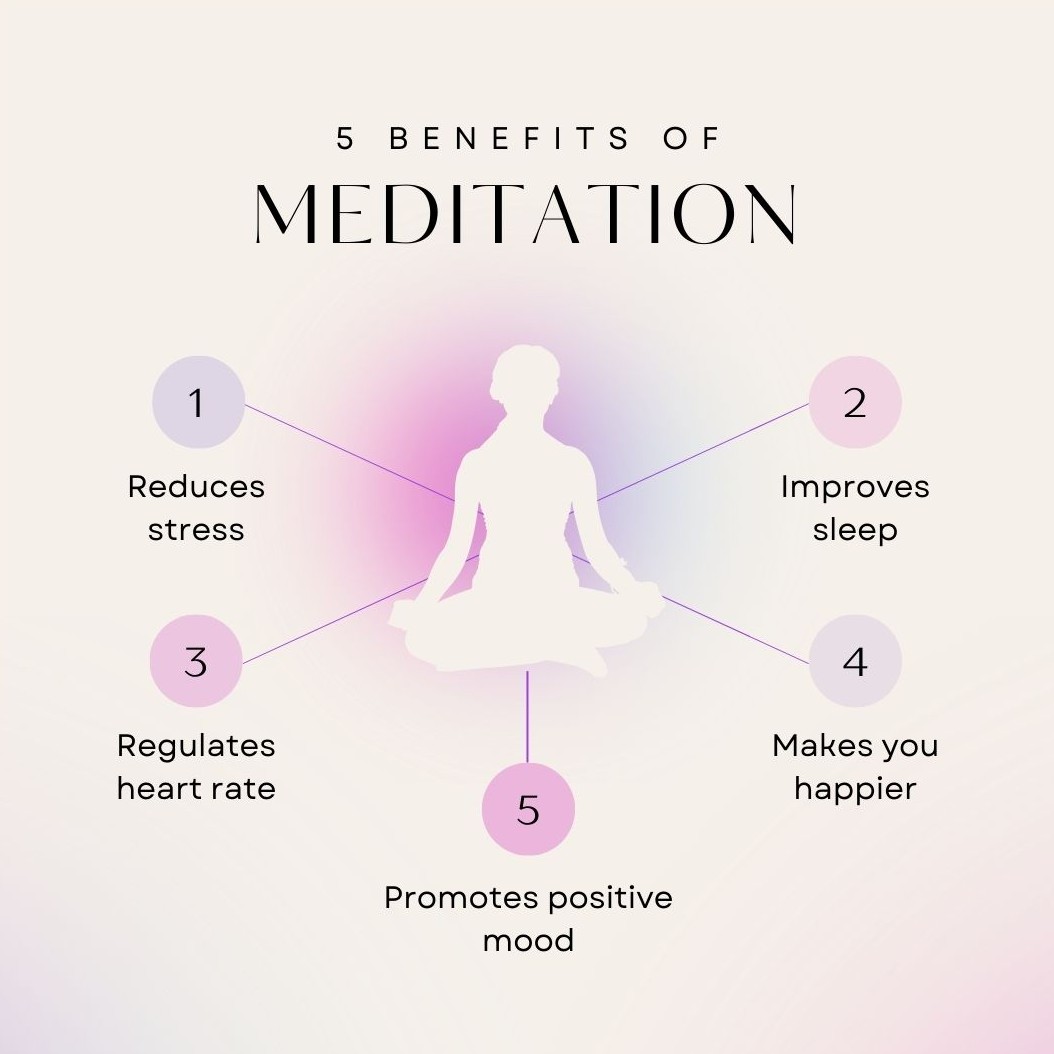 5 BENEFITS OF
MEDITATION
1
Reduces
stress
2
Improves
sleep
3
Regulates
heart rate
4
Makes you
happier
5
Promotes positive
mood